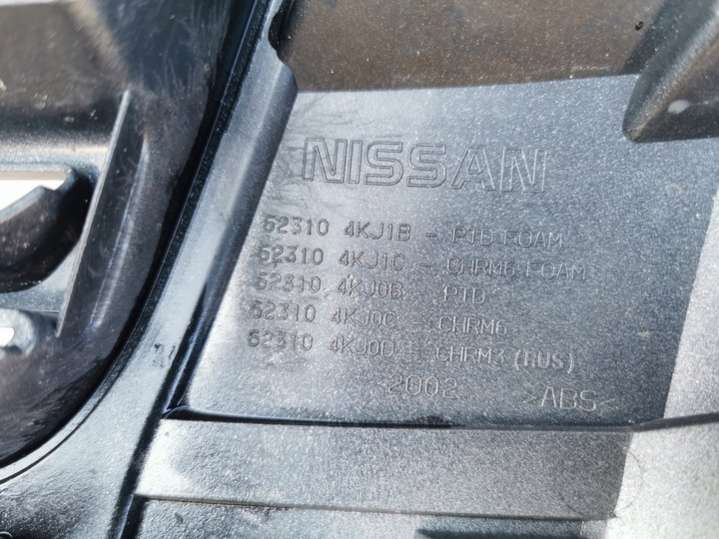 NISSAN
62310 4KJ1B - PTD FOAM
62310 4KJ1C - CHRM6 FOAM
62310 4KJ0B - PTD
62310 4KJ0C - CHRM6
62310 4KJ0D - CHRM3 (RUS)
2002 >ABS